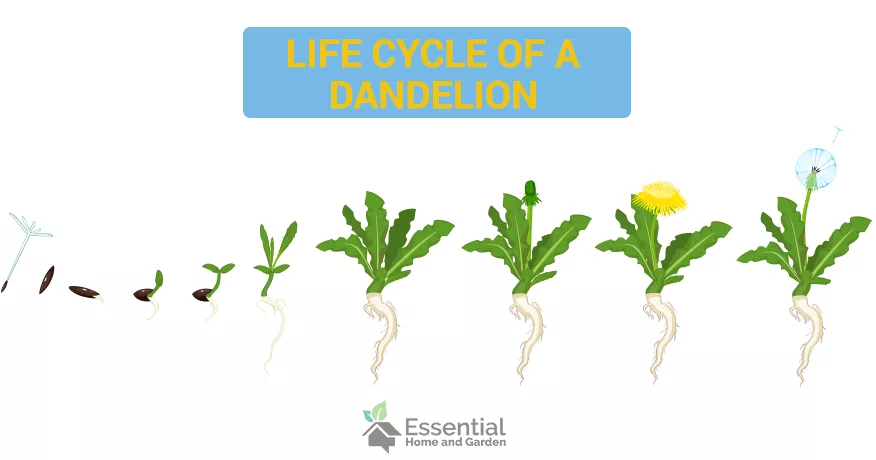 LIFE CYCLE OF A
DANDELION
Essential
Home and Garden